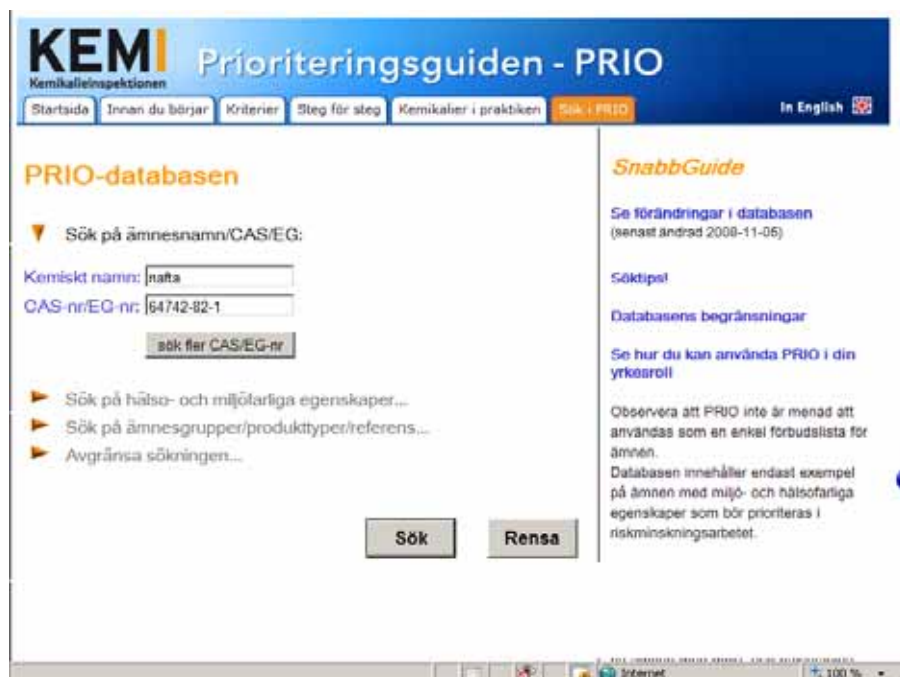 KEMI
Kemikalieinspektionen
Prioriteringsguiden - PRIO
Startsida
Innan du börjar
Kriterier
Steg för steg
Kemikalier i praktiken
Sök i PRIO
In English
PRIO-databasen
Sök på ämnesnamn/CAS/EG:
Kemiskt namn: nafta
CAS-nr/EG-nr: 64742-82-1
sök fler CAS/EG-nr
Sök på hälso- och miljöfarliga egenskaper...
Sök på ämnesgrupper/produkttyper/referens...
Avgränsa sökningen...
Sök
Rensa
SnabbGuide
Se förändringar i databasen
(senast ändrad 2008-11-05)
Söktips!
Databasens begränsningar
Se hur du kan använda PRIO i din
yrkesroll
Observera att PRIO inte är menad att
användas som en enkel förbudslista för
ämnen.
Databasen innehåller endast exempel
på ämnen med miljö- och hälsofarliga
egenskaper som bör prioriteras i
riskminskningsarbetet.
Internet
100 %